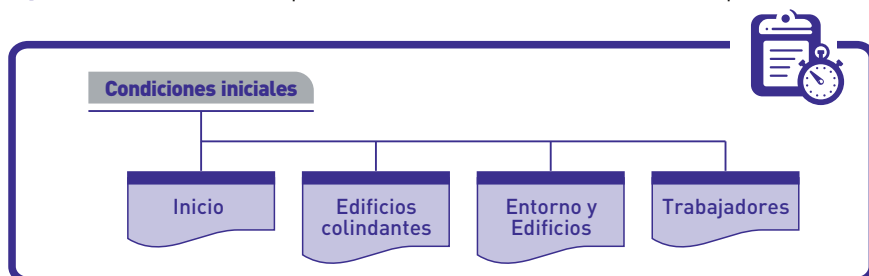 Condiciones iniciales
Inicio
Edificios
colindantes
Entorno y
Edificios
Trabajadores